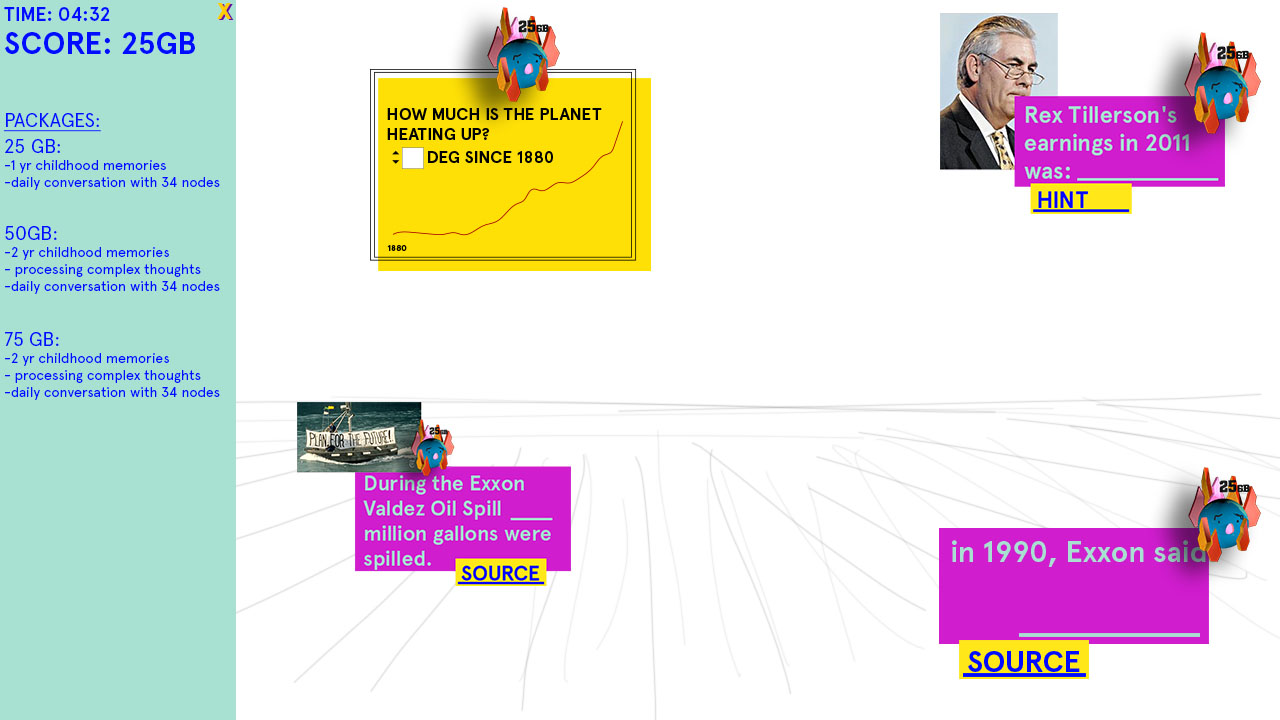 TIME: 04:32
X
SCORE: 25GB
PACKAGES:
25 GB:
-1 yr childhood memories
-daily conversation with 34 nodes
50GB:
-2 yr childhood memories
- processing complex thoughts
-daily conversation with 34 nodes
75 GB:
-2 yr childhood memories
- processing complex thoughts
-daily conversation with 34 nodes
25GB
HOW MUCH IS THE PLANET
HEATING UP?
DEG SINCE 1880
1880
25GB
Rex Tillerson's
earnings in 2011
was: ______________
HINT
PLAN FOR THE FUTURE!
25GB
During the Exxon
Valdez Oil Spill ____
million gallons were
spilled.
SOURCE
25GB
in 1990, Exxon said
______________
SOURCE